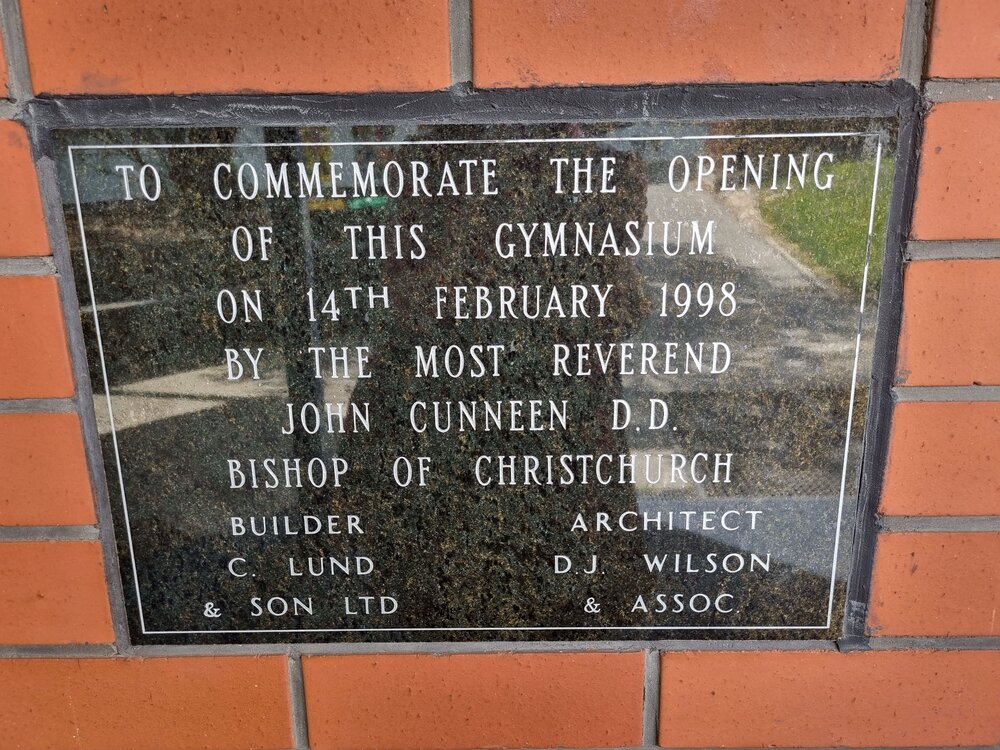 TO COMMEMORATE THE OPENING
OF THIS GYMNASIUM
ON 14TH FEBRUARY 1998
BY THE MOST REVEREND
JOHN CUNNEEN D.D.
BISHOP OF CHRISTCHURCH
BUILDER ARCHITECT
C. LUND D.J. WILSON
& SON LTD & ASSOC.